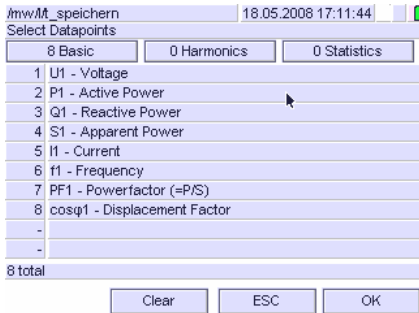 /mw/Mt_speichern 18.05.2008 17:11:44
Select Datapoints
8 Basic 0 Harmonics 0 Statistics
1 U1 - Voltage
2 P1 - Active Power
3 Q1 - Reactive Power
4 S1 - Apparent Power
5 I1 - Current
6 f1 - Frequency
7 PF1 - Powerfactor (=P/S)
8 cosφ1 - Displacement Factor
-
-
8 total
Clear ESC OK